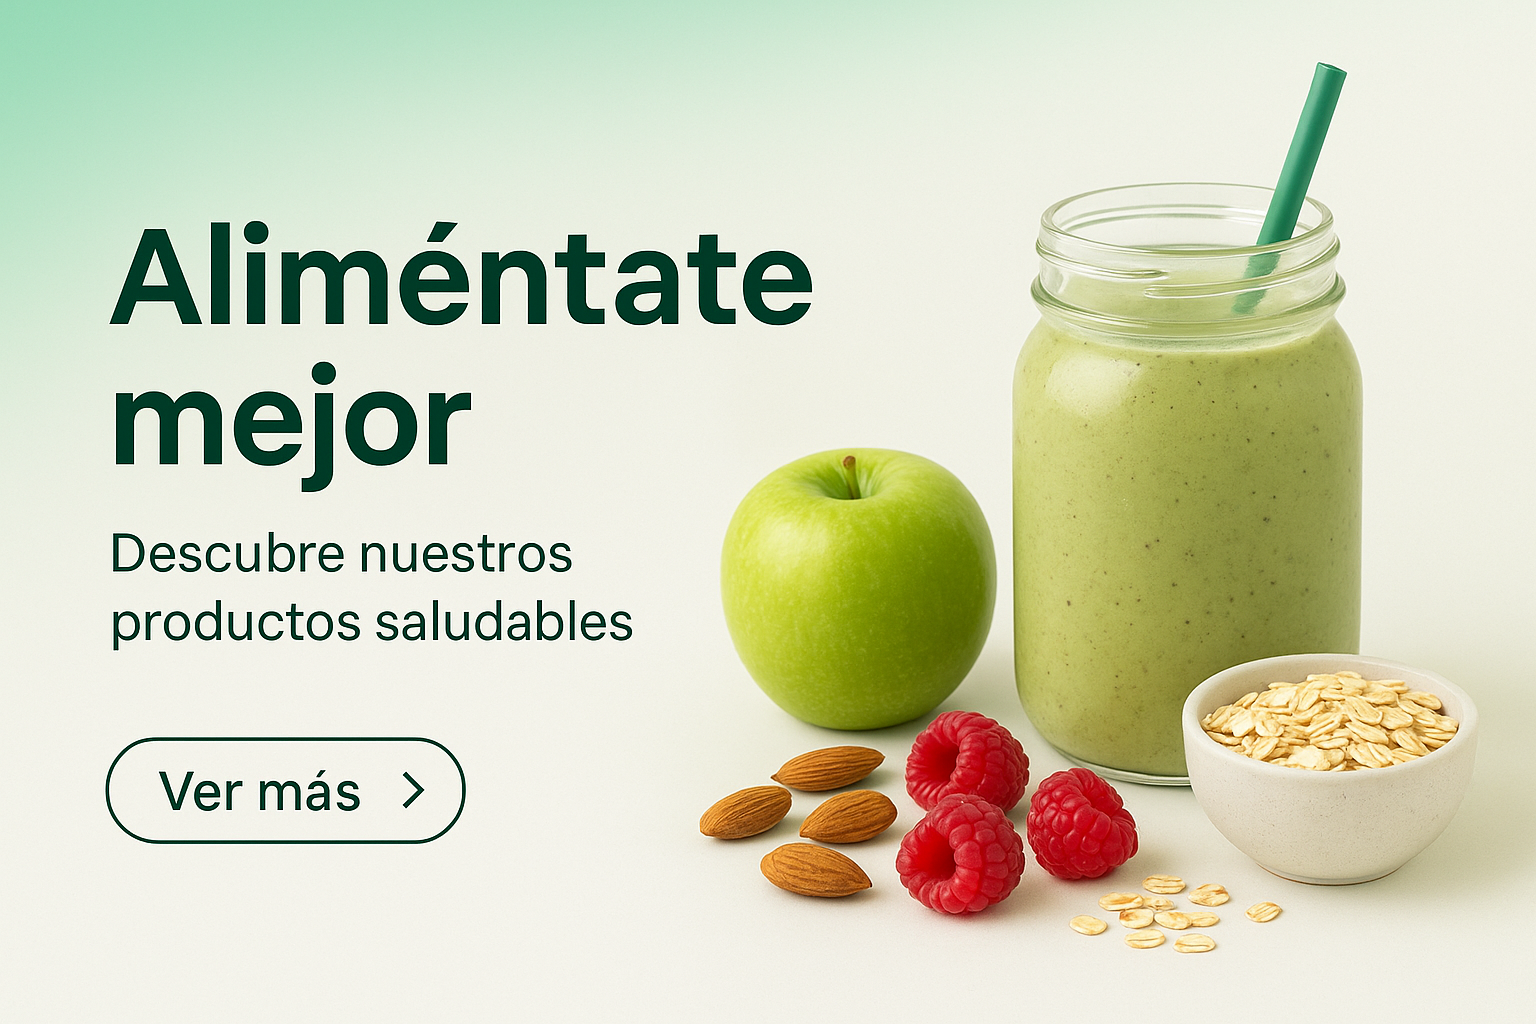 Aliméntate
mejor
Descubre nuestros
productos saludables
Ver más